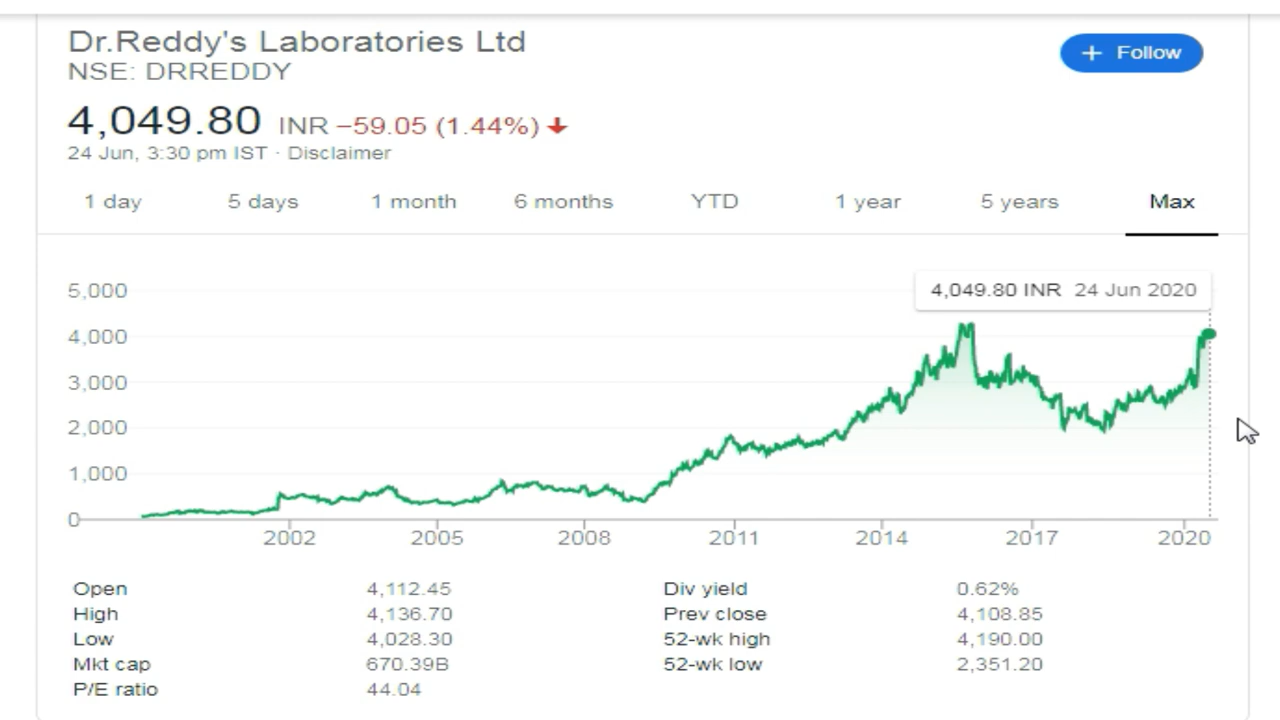 Dr.Reddy's Laboratories Ltd
NSE: DRREDDY
+ Follow
4,049.80 INR −59.05 (1.44%)
24 Jun, 3:30 pm IST · Disclaimer
1 day 5 days 1 month 6 months YTD 1 year 5 years Max
4,049.80 INR 24 Jun 2020
5,000
4,000
3,000
2,000
1,000
0
2002 2005 2008 2011 2014 2017 2020
Open 4,112.45 Div yield 0.62%
High 4,136.70 Prev close 4,108.85
Low 4,028.30 52-wk high 4,190.00
Mkt cap 670.39B 52-wk low 2,351.20
P/E ratio 44.04